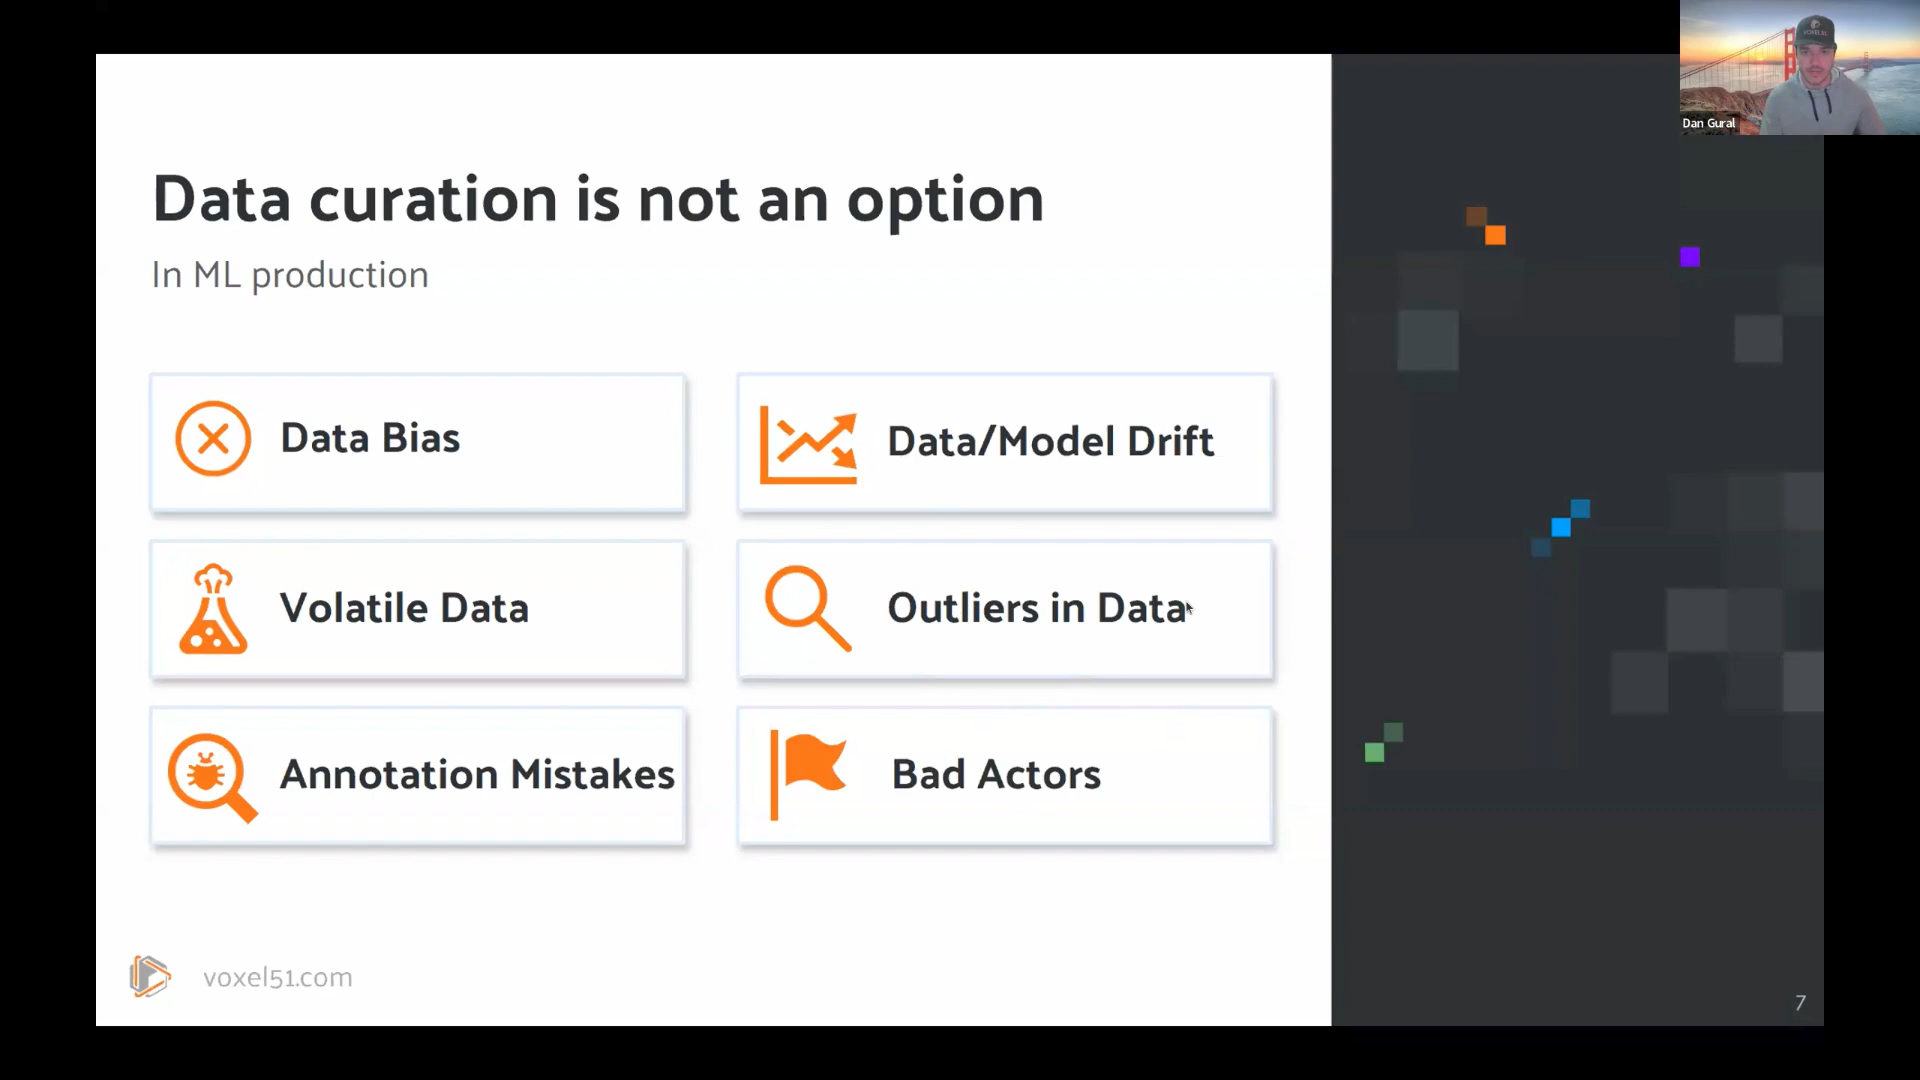 Data curation is not an option
In ML production
Data Bias
Data/Model Drift
Volatile Data
Outliers in Data
Annotation Mistakes
Bad Actors
voxel51.com
7
Dan Gural
VOXEL51